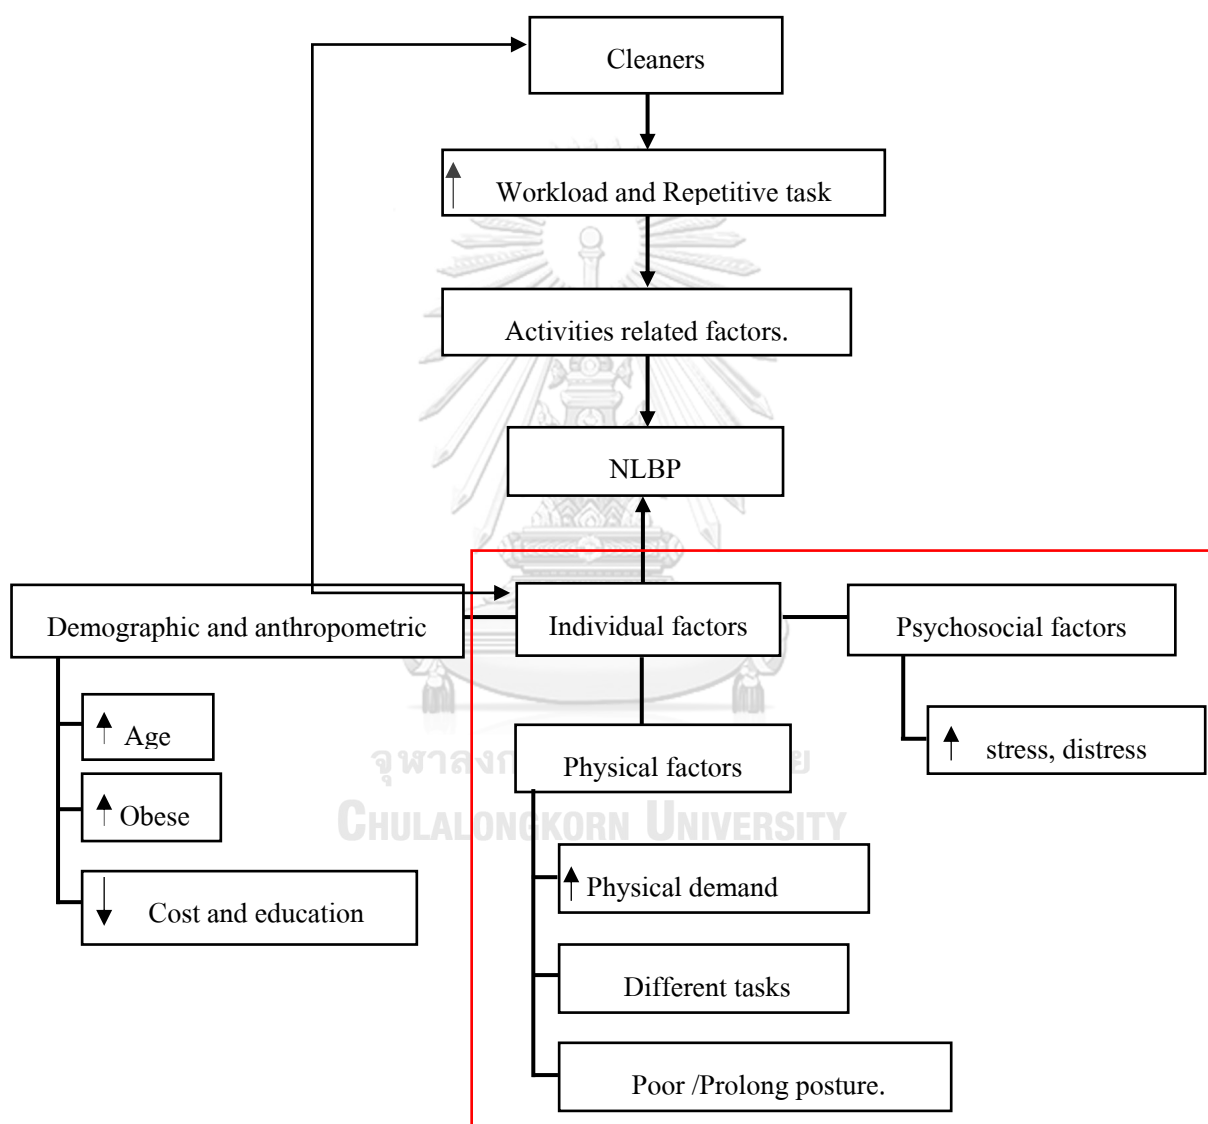 Cleaners
Workload and Repetitive task
Activities related factors.
NLBP
Demographic and anthropometric
Individual factors
Psychosocial factors
Age
stress, distress
Physical factors
Obese
CHULALONGKORN UNIVERSITY
Physical demand
Cost and education
Different tasks
Poor /Prolong posture.